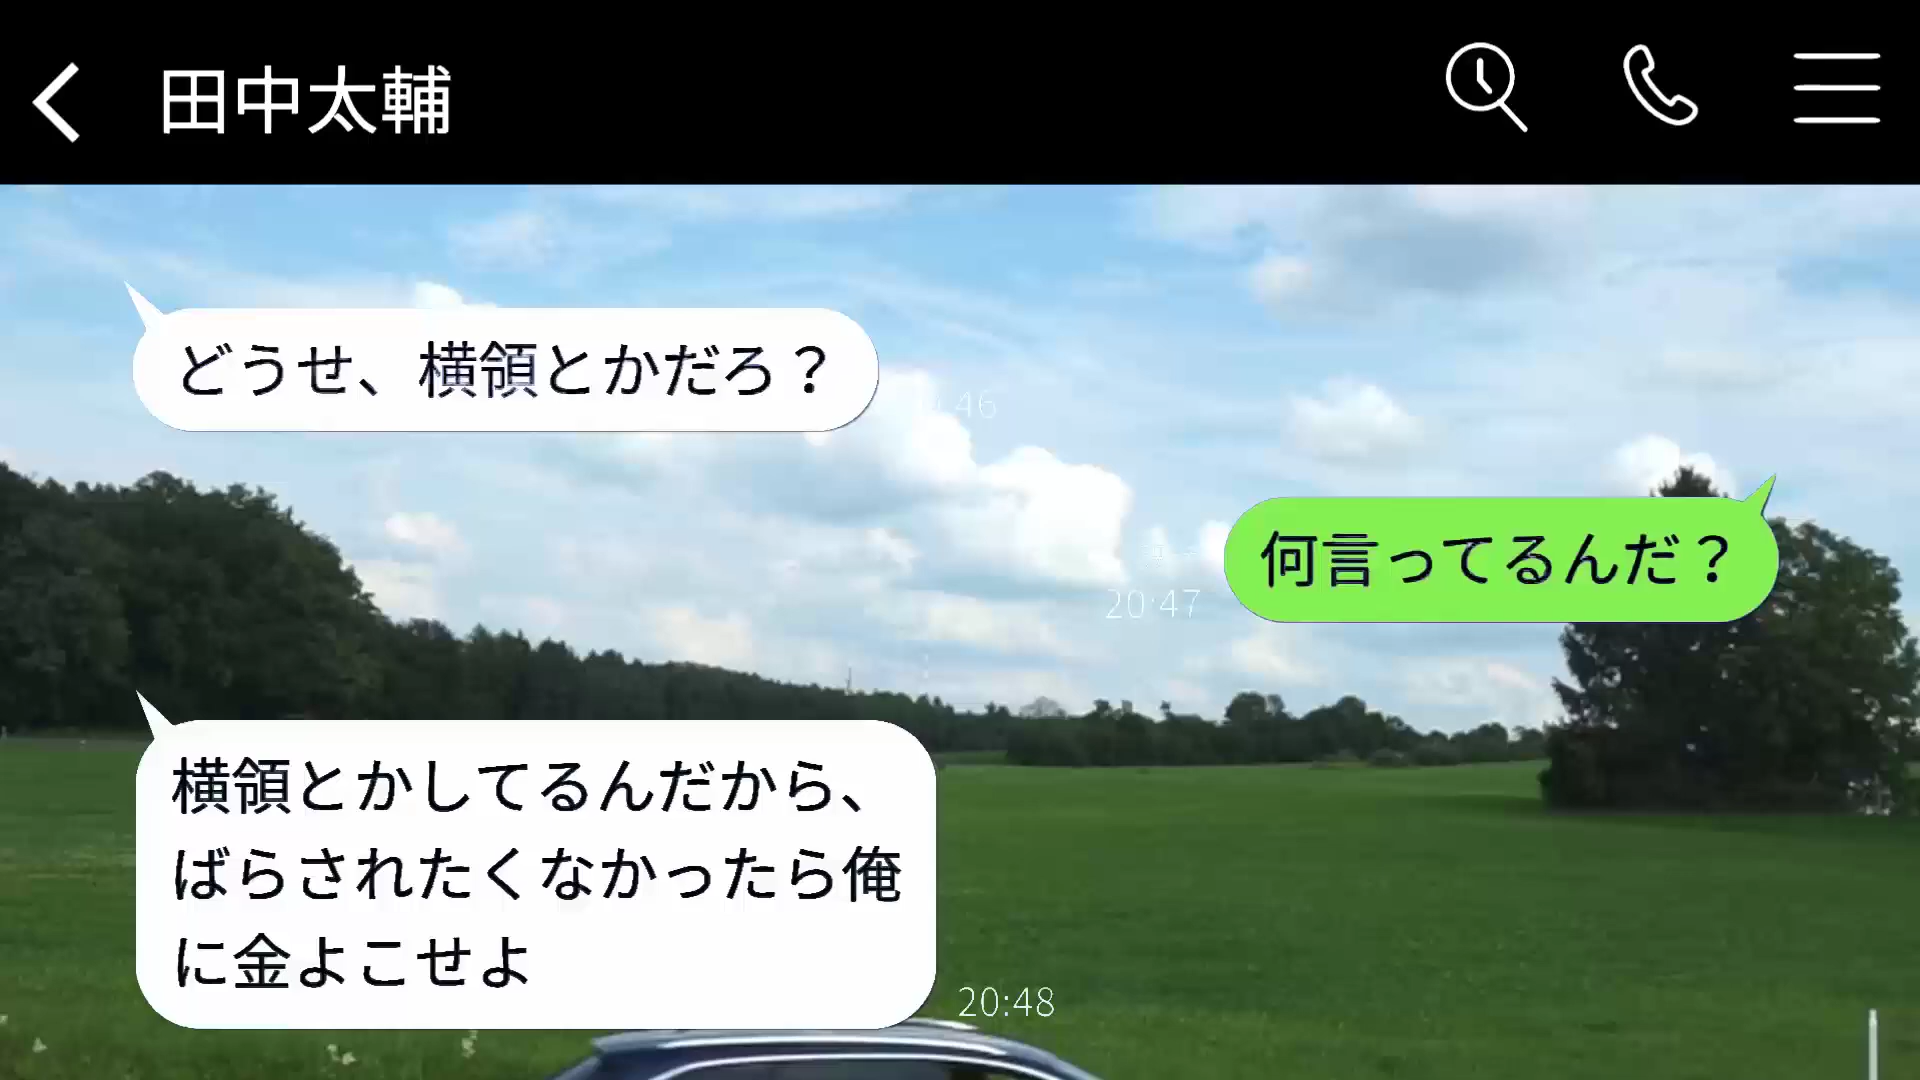 田中太輔
どうせ、横領とかだろ？
何言ってるんだ？
20:47
横領とかしてるんだから、
ばらされたくなかったら俺
に金よこせよ
20:48